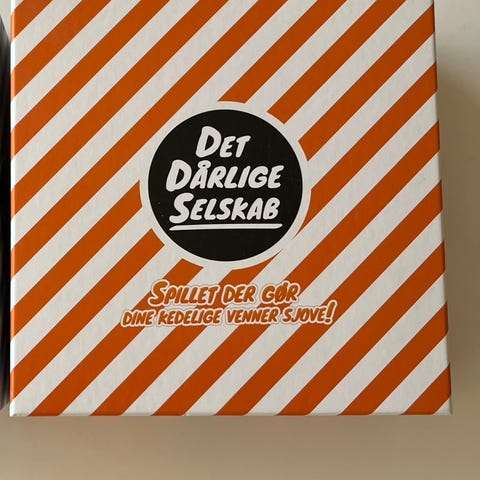 DET
DÅRLIGE
SELSKAB
SPILLET DER GØR
DINE KEDELIGE VENNER SJOVE!